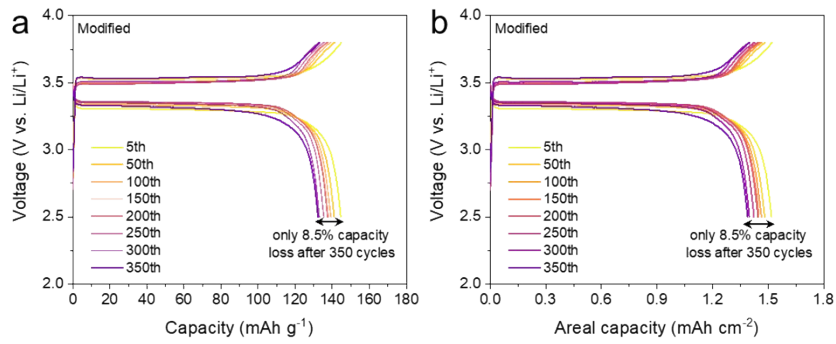 a
Modified
Voltage (V vs. Li/Li⁺)
4.0
3.5
3.0
2.5
2.0
5th
50th
100th
150th
200th
250th
300th
350th
only 8.5% capacity
loss after 350 cycles
0 20 40 60 80 100 120 140 160 180
Capacity (mAh g⁻¹)
b
Modified
Voltage (V vs. Li/Li⁺)
4.0
3.5
3.0
2.5
2.0
5th
50th
100th
150th
200th
250th
300th
350th
only 8.5% capacity
loss after 350 cycles
0.0 0.3 0.6 0.9 1.2 1.5 1.8
Areal capacity (mAh cm⁻²)